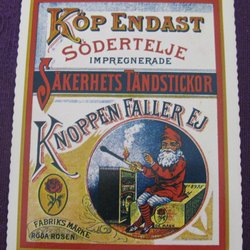 KÖP ENDAST
SÖDERTELJE
IMPREGNERADE
SÄKERHETS TÄNDSTICKOR
KNOPPEN FALLER EJ
FABRIKS MÄRKE
RÖDA ROSEN